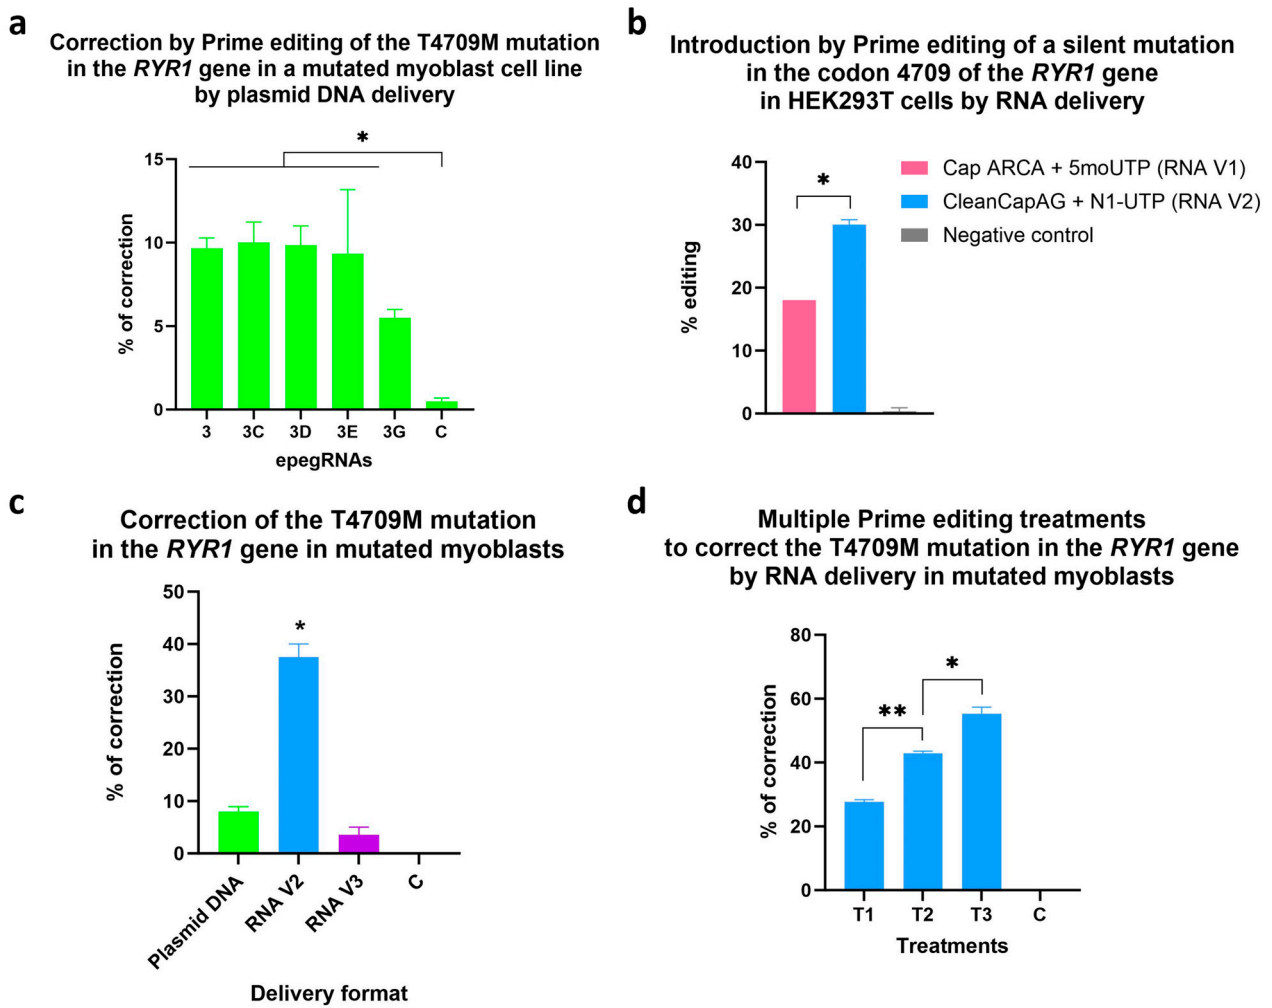 a
Correction by Prime editing of the T4709M mutation
in the RYR1 gene in a mutated myoblast cell line
by plasmid DNA delivery
*
15
10
5
0
% of correction
3 3C 3D 3E 3G C
epegRNAs
b
Introduction by Prime editing of a silent mutation
in the codon 4709 of the RYR1 gene
in HEK293T cells by RNA delivery
40
30
20
10
0
% editing
*
Cap ARCA + 5moUTP (RNA V1)
CleanCapAG + N1-UTP (RNA V2)
Negative control
c
Correction of the T4709M mutation
in the RYR1 gene in mutated myoblasts
50
40
30
20
10
0
% of correction
*
Plasmid DNA
RNA V2
RNA V3
C
Delivery format
d
Multiple Prime editing treatments
to correct the T4709M mutation in the RYR1 gene
by RNA delivery in mutated myoblasts
80
60
40
20
0
% of correction
**
*
T1 T2 T3 C
Treatments